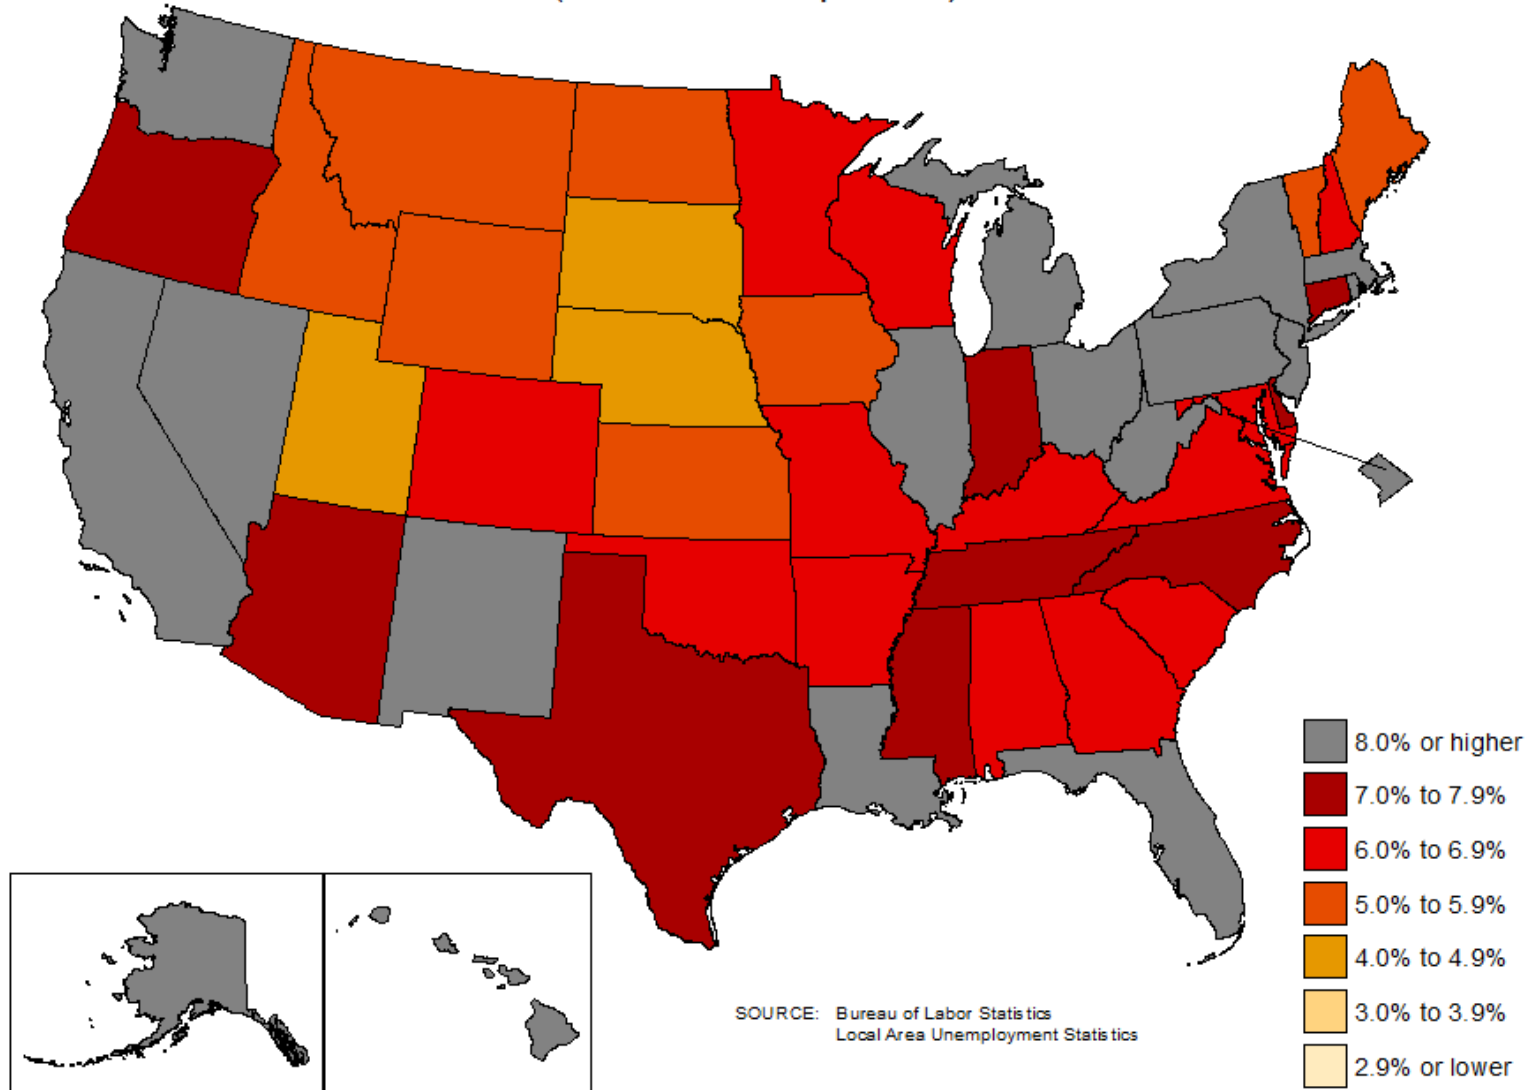 8.0% or higher
7.0% to 7.9%
6.0% to 6.9%
5.0% to 5.9%
4.0% to 4.9%
3.0% to 3.9%
2.9% or lower
SOURCE: Bureau of Labor Statistics
Local Area Unemployment Statistics